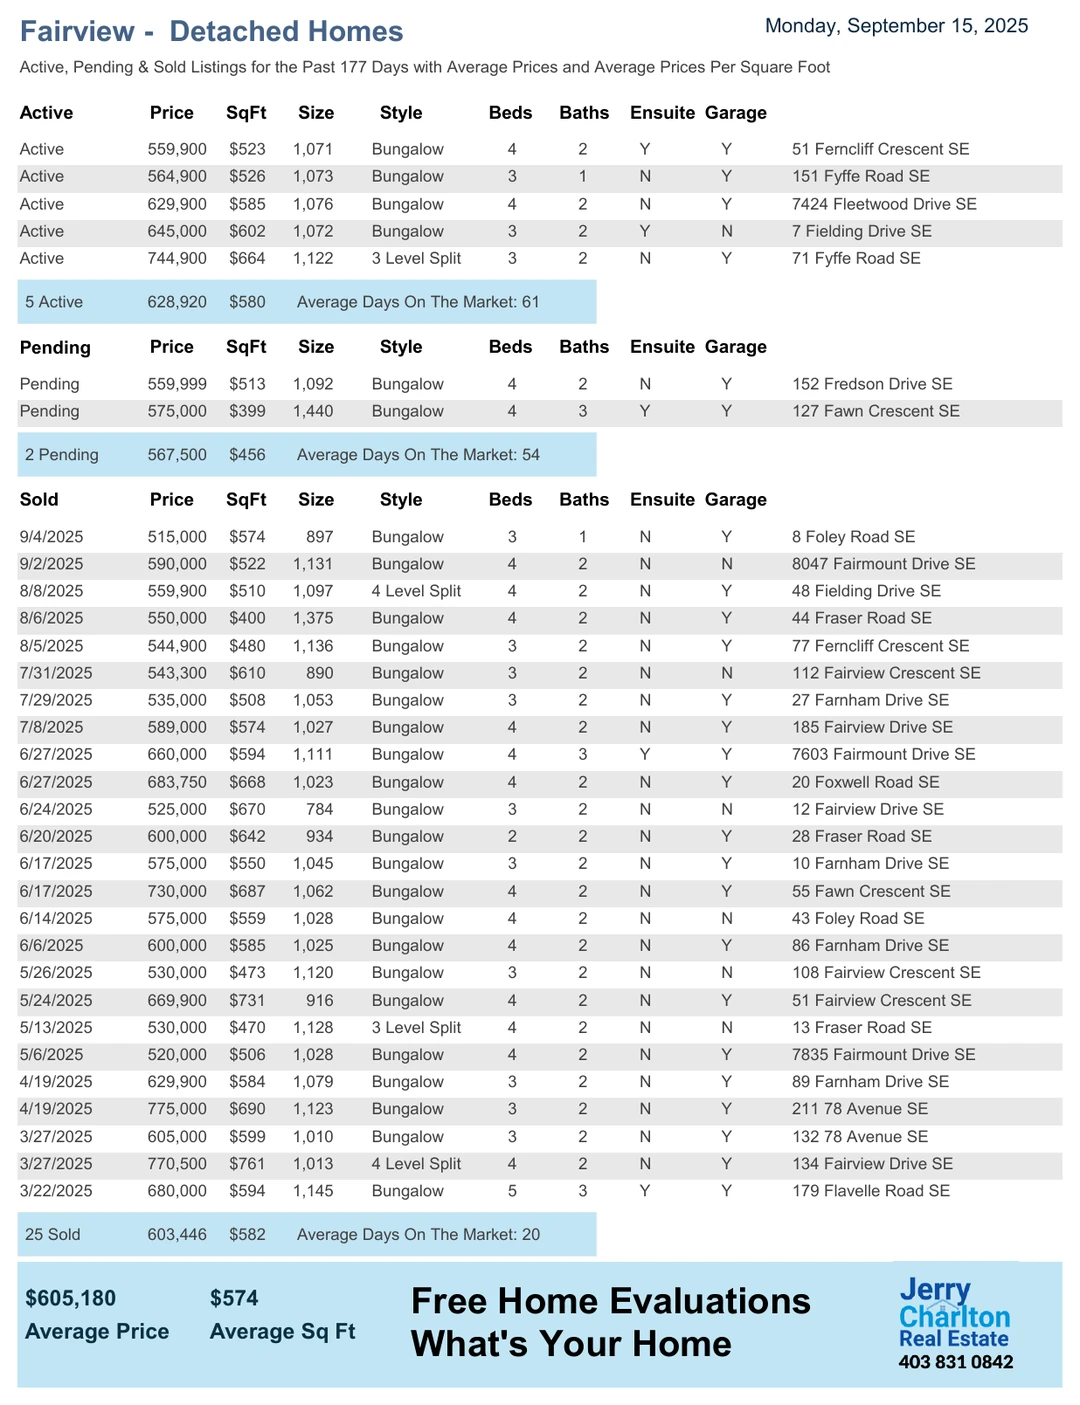 Fairview - Detached Homes
Monday, September 15, 2025
Active, Pending & Sold Listings for the Past 177 Days with Average Prices and Average Prices Per Square Foot
Active Price SqFt Size Style Beds Baths Ensuite Garage
Active 559,900 $523 1,071 Bungalow 4 2 Y Y 51 Ferncliff Crescent SE
Active 564,900 $526 1,073 Bungalow 3 1 N Y 151 Fyffe Road SE
Active 629,900 $585 1,076 Bungalow 4 2 N Y 7424 Fleetwood Drive SE
Active 645,000 $602 1,072 Bungalow 3 2 Y N 7 Fielding Drive SE
Active 744,900 $664 1,122 3 Level Split 3 2 N Y 71 Fyffe Road SE
5 Active 628,920 $580 Average Days On The Market: 61
Pending Price SqFt Size Style Beds Baths Ensuite Garage
Pending 559,999 $513 1,092 Bungalow 4 2 N Y 152 Fredson Drive SE
Pending 575,000 $399 1,440 Bungalow 4 3 Y Y 127 Fawn Crescent SE
2 Pending 567,500 $456 Average Days On The Market: 54
Sold Price SqFt Size Style Beds Baths Ensuite Garage
9/4/2025 515,000 $574 897 Bungalow 3 1 N Y 8 Foley Road SE
9/2/2025 590,000 $522 1,131 Bungalow 4 2 N N 8047 Fairmount Drive SE
8/8/2025 559,900 $510 1,097 4 Level Split 4 2 N Y 48 Fielding Drive SE
8/6/2025 550,000 $400 1,375 Bungalow 4 2 N Y 44 Fraser Road SE
8/5/2025 544,900 $480 1,136 Bungalow 3 2 N Y 77 Ferncliff Crescent SE
7/31/2025 543,300 $610 890 Bungalow 3 2 N N 112 Fairview Crescent SE
7/29/2025 535,000 $508 1,053 Bungalow 3 2 N Y 27 Farnham Drive SE
7/8/2025 589,000 $574 1,027 Bungalow 4 2 N Y 185 Fairview Drive SE
6/27/2025 660,000 $594 1,111 Bungalow 4 3 Y Y 7603 Fairmount Drive SE
6/27/2025 683,750 $668 1,023 Bungalow 4 2 N Y 20 Foxwell Road SE
6/24/2025 525,000 $670 784 Bungalow 3 2 N N 12 Fairview Drive SE
6/20/2025 600,000 $642 934 Bungalow 2 2 N Y 28 Fraser Road SE
6/17/2025 575,000 $550 1,045 Bungalow 3 2 N Y 10 Farnham Drive SE
6/17/2025 730,000 $687 1,062 Bungalow 4 2 N Y 55 Fawn Crescent SE
6/14/2025 575,000 $559 1,028 Bungalow 4 2 N N 43 Foley Road SE
6/6/2025 600,000 $585 1,025 Bungalow 4 2 N Y 86 Farnham Drive SE
5/26/2025 530,000 $473 1,120 Bungalow 3 2 N N 108 Fairview Crescent SE
5/24/2025 669,900 $731 916 Bungalow 4 2 N Y 51 Fairview Crescent SE
5/13/2025 530,000 $470 1,128 3 Level Split 4 2 N N 13 Fraser Road SE
5/6/2025 520,000 $506 1,028 Bungalow 4 2 N Y 7835 Fairmount Drive SE
4/19/2025 629,900 $584 1,079 Bungalow 3 2 N Y 89 Farnham Drive SE
4/19/2025 775,000 $690 1,123 Bungalow 3 2 N Y 211 78 Avenue SE
3/27/2025 605,000 $599 1,010 Bungalow 3 2 N Y 132 78 Avenue SE
3/27/2025 770,500 $761 1,013 4 Level Split 4 2 N Y 134 Fairview Drive SE
3/22/2025 680,000 $594 1,145 Bungalow 5 3 Y Y 179 Flavelle Road SE
25 Sold 603,446 $582 Average Days On The Market: 20
$605,180 $574
Average Price Average Sq Ft
Free Home Evaluations
What's Your Home
Jerry
Charlton
Real Estate
403 831 0842